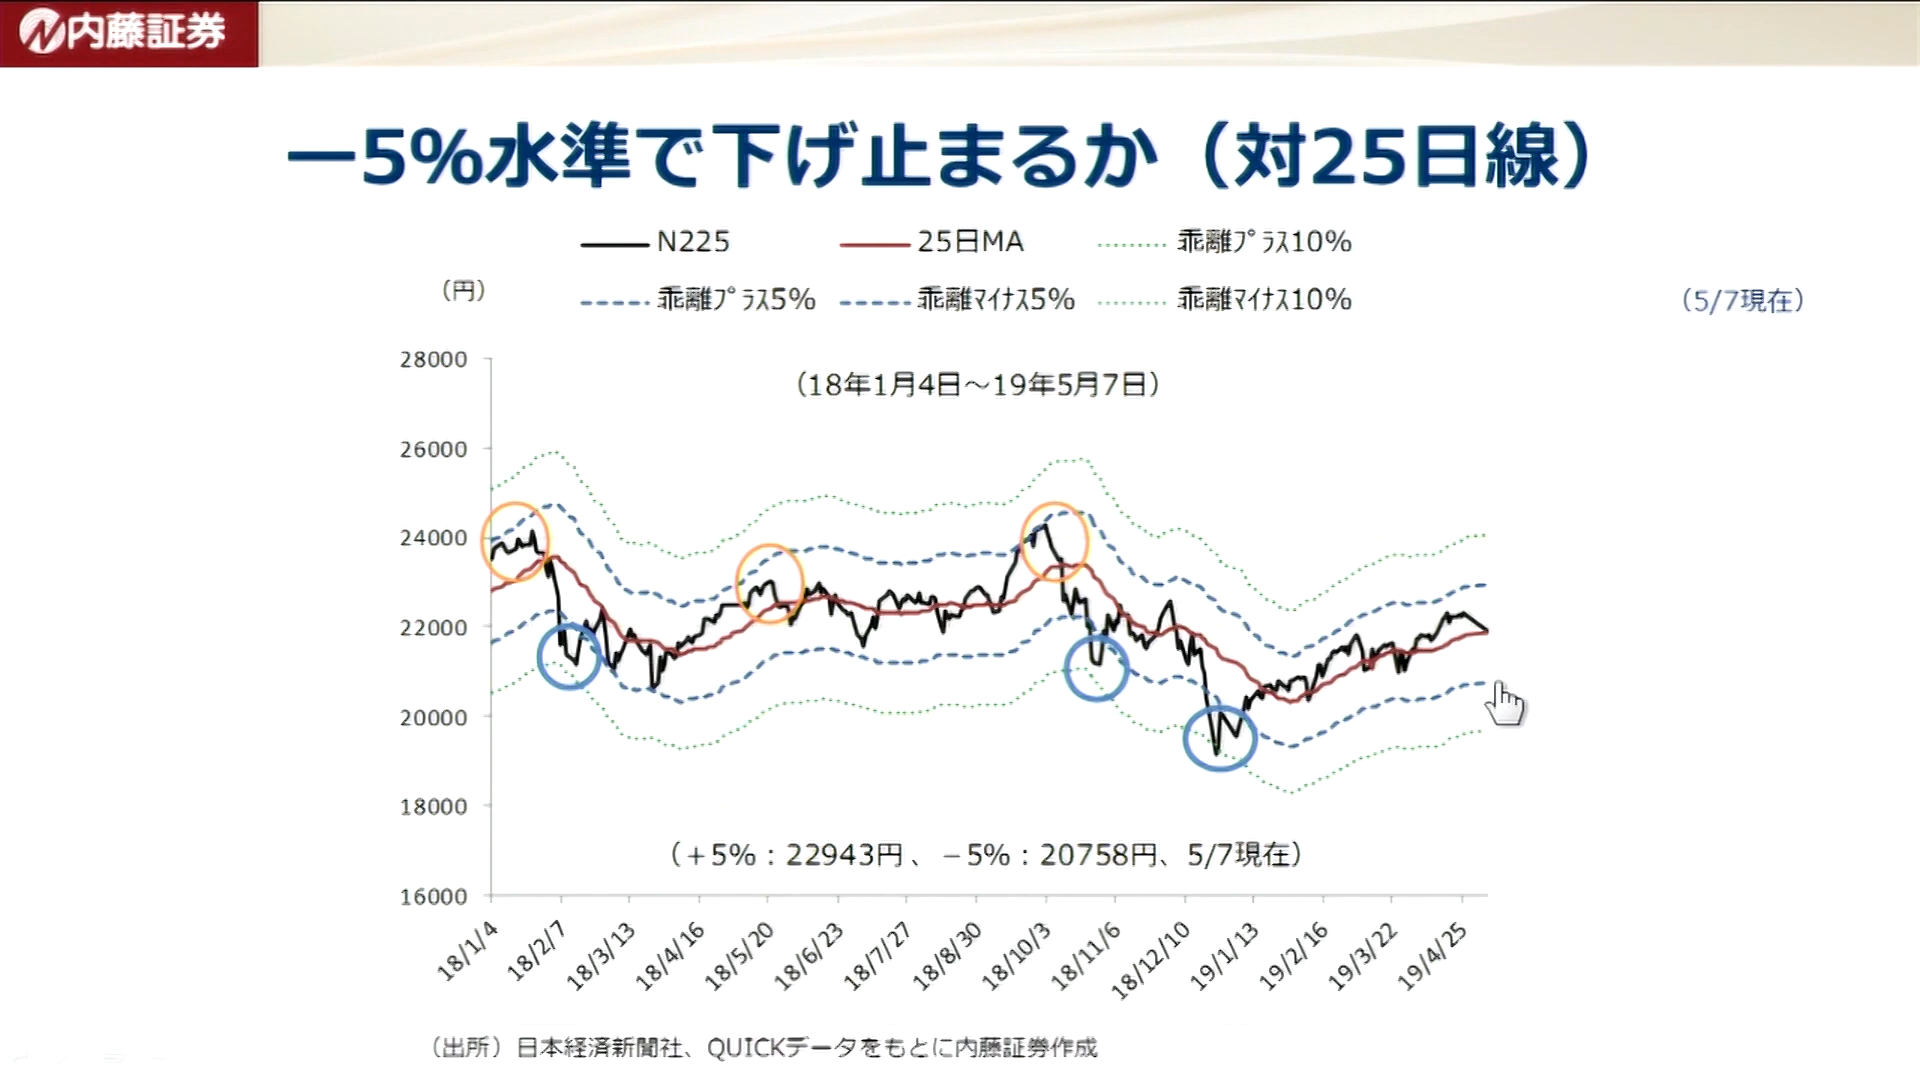 内藤証券
―5%水準で下げ止まるか（対25日線）
N225 25日MA 乖離ﾌﾟﾗｽ10%
（円） 乖離ﾌﾟﾗｽ5% 乖離ﾏｲﾅｽ5% 乖離ﾏｲﾅｽ10% （5/7現在）
28000
（18年1月4日～19年5月7日）
26000
24000
22000
20000
18000
（＋5%：22943円、－5%：20758円、5/7現在）
16000
18/1/4 18/2/7 18/3/13 18/4/16 18/5/20 18/6/23 18/7/27 18/8/30 18/10/3 18/11/6 18/12/10 19/1/13 19/2/16 19/3/22 19/4/25
（出所）日本経済新聞社、QUICKデータをもとに内藤証券作成